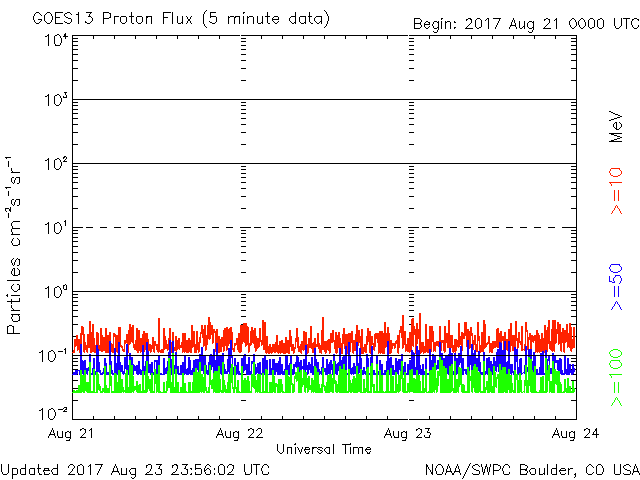 GOES13 Proton Flux (5 minute data)
Begin: 2017 Aug 21 0000 UTC
Particles cm⁻²s⁻¹sr⁻¹
10⁴
10³
10²
10¹
10⁰
10⁻¹
10⁻²
Aug 21
Aug 22
Aug 23
Aug 24
Universal Time
MeV
>=10
>=50
>=100
Updated 2017 Aug 23 23:56:02 UTC
NOAA/SWPC Boulder, CO USA